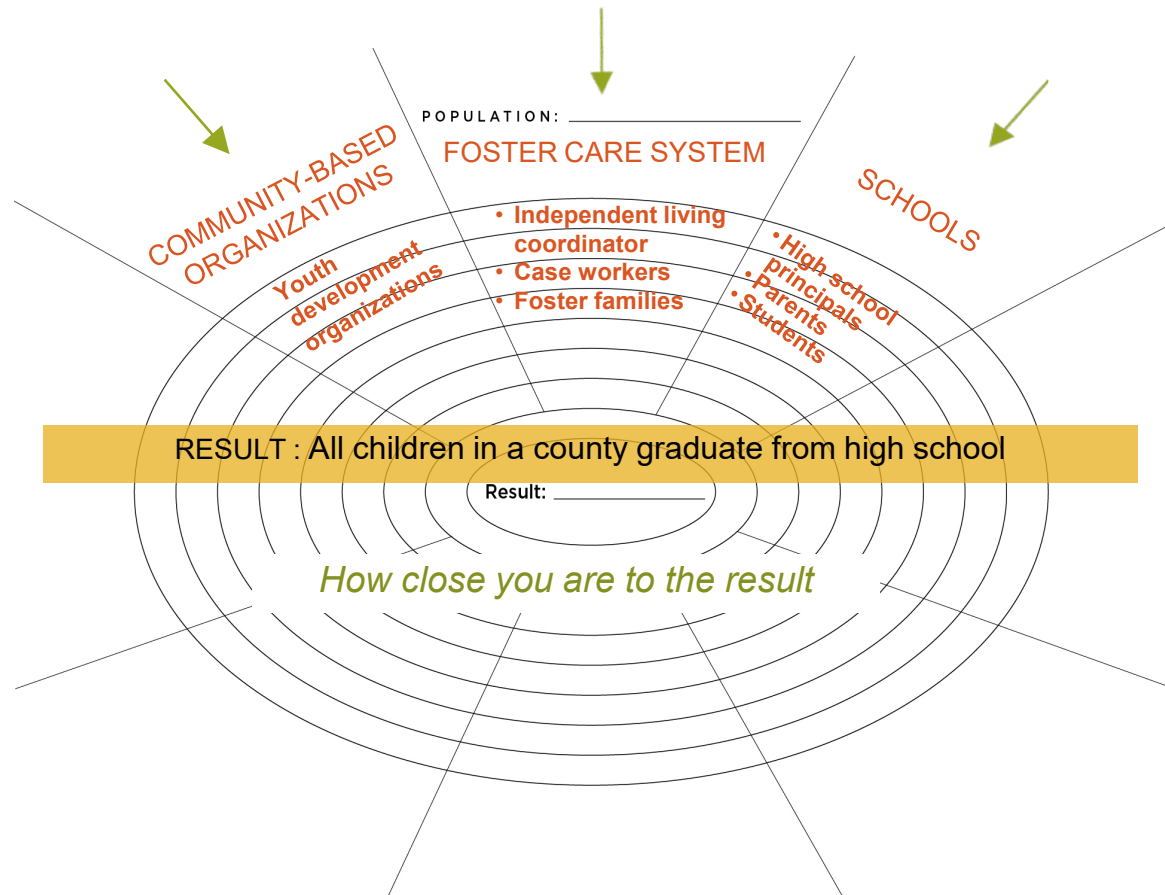 POPULATION: ____________________
COMMUNITY-BASED
ORGANIZATIONS
FOSTER CARE SYSTEM
SCHOOLS
Youth
development
organizations
• Independent living
coordinator
• Case workers
• Foster families
• High school
principals
• Parents
• Students
RESULT : All children in a county graduate from high school
Result: ____________________
How close you are to the result